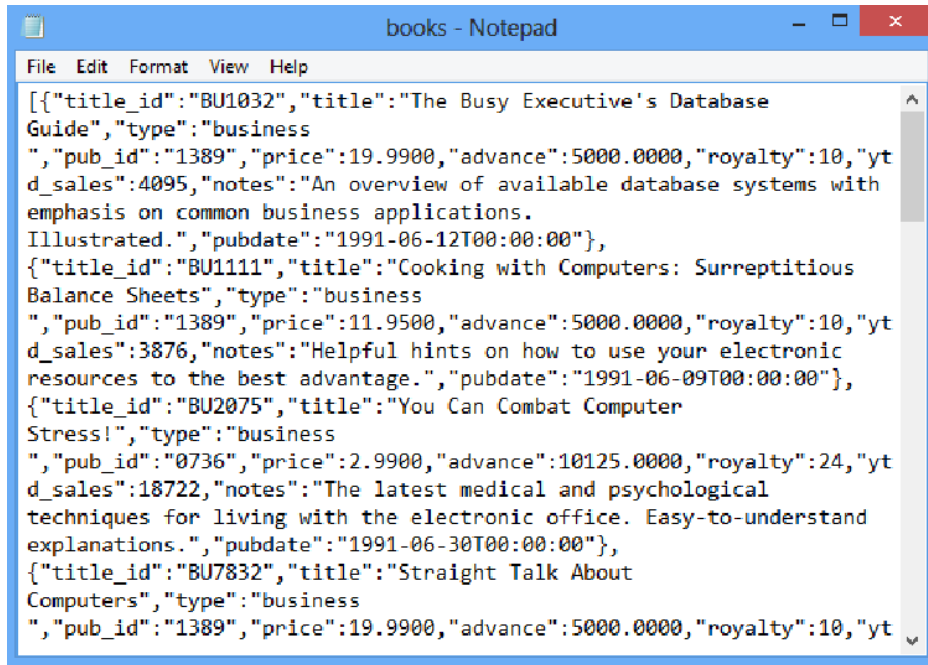 books - Notepad
File Edit Format View Help
[{"title_id":"BU1032","title":"The Busy Executive's Database
Guide","type":"business
","pub_id":"1389","price":19.9900,"advance":5000.0000,"royalty":10,"yt
d_sales":4095,"notes":"An overview of available database systems with
emphasis on common business applications.
Illustrated.","pubdate":"1991-06-12T00:00:00"},
{"title_id":"BU1111","title":"Cooking with Computers: Surreptitious
Balance Sheets","type":"business
","pub_id":"1389","price":11.9500,"advance":5000.0000,"royalty":10,"yt
d_sales":3876,"notes":"Helpful hints on how to use your electronic
resources to the best advantage.","pubdate":"1991-06-09T00:00:00"},
{"title_id":"BU2075","title":"You Can Combat Computer
Stress!","type":"business
","pub_id":"0736","price":2.9900,"advance":10125.0000,"royalty":24,"yt
d_sales":18722,"notes":"The latest medical and psychological
techniques for living with the electronic office. Easy-to-understand
explanations.","pubdate":"1991-06-30T00:00:00"},
{"title_id":"BU7832","title":"Straight Talk About
Computers","type":"business
","pub_id":"1389","price":19.9900,"advance":5000.0000,"royalty":10,"yt